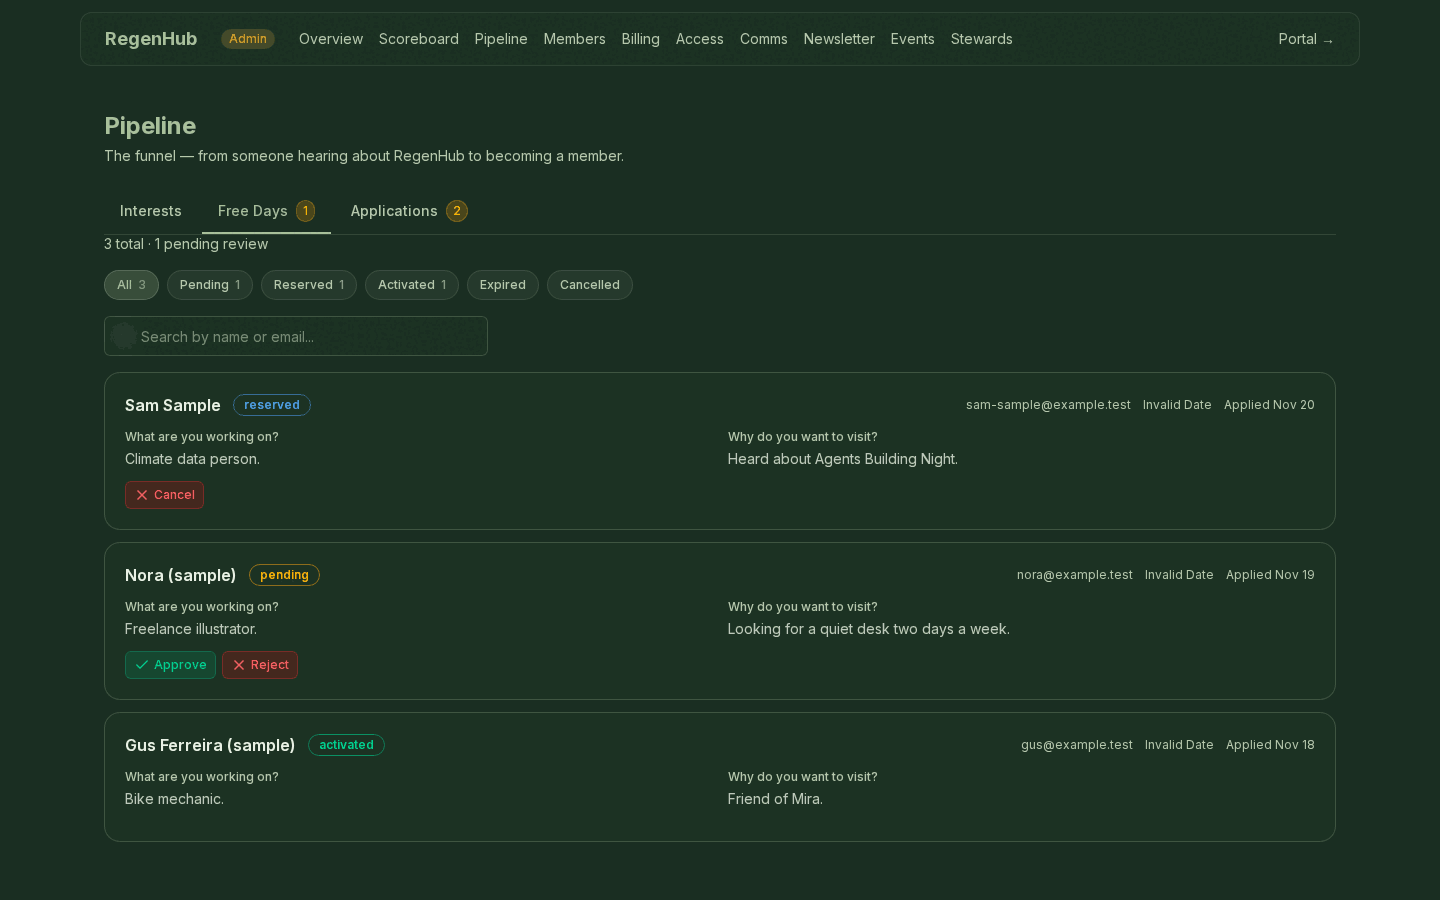 RegenHub Admin Overview Scoreboard Pipeline Members Billing Access Comms Newsletter Events Stewards Portal →
Pipeline
The funnel — from someone hearing about RegenHub to becoming a member.
Interests Free Days 1 Applications 2
3 total · 1 pending review
All 3 Pending 1 Reserved 1 Activated 1 Expired Cancelled
Search by name or email...
Sam Sample reserved sam-sample@example.test Invalid Date Applied Nov 20
What are you working on? Why do you want to visit?
Climate data person. Heard about Agents Building Night.
Cancel
Nora (sample) pending nora@example.test Invalid Date Applied Nov 19
What are you working on? Why do you want to visit?
Freelance illustrator. Looking for a quiet desk two days a week.
Approve Reject
Gus Ferreira (sample) activated gus@example.test Invalid Date Applied Nov 18
What are you working on? Why do you want to visit?
Bike mechanic. Friend of Mira.